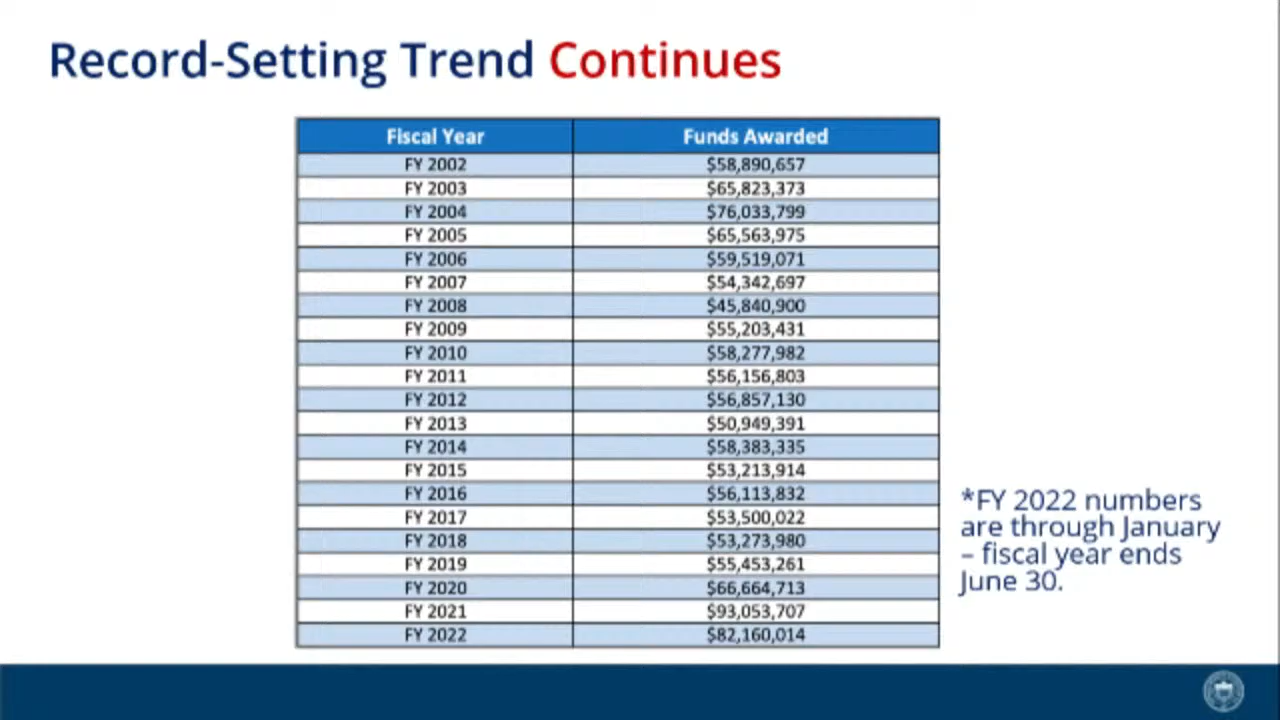 Record-Setting Trend Continues
Fiscal Year Funds Awarded
FY 2002 $58,890,657
FY 2003 $65,823,373
FY 2004 $76,033,799
FY 2005 $65,563,975
FY 2006 $59,519,071
FY 2007 $54,342,697
FY 2008 $45,840,900
FY 2009 $55,203,431
FY 2010 $58,277,982
FY 2011 $56,156,803
FY 2012 $56,857,130
FY 2013 $50,949,391
FY 2014 $58,383,335
FY 2015 $53,213,914
FY 2016 $56,113,832
FY 2017 $53,500,022
FY 2018 $53,273,980
FY 2019 $55,453,261
FY 2020 $66,664,713
FY 2021 $93,053,707
FY 2022 $82,160,014
*FY 2022 numbers
are through January
– fiscal year ends
June 30.